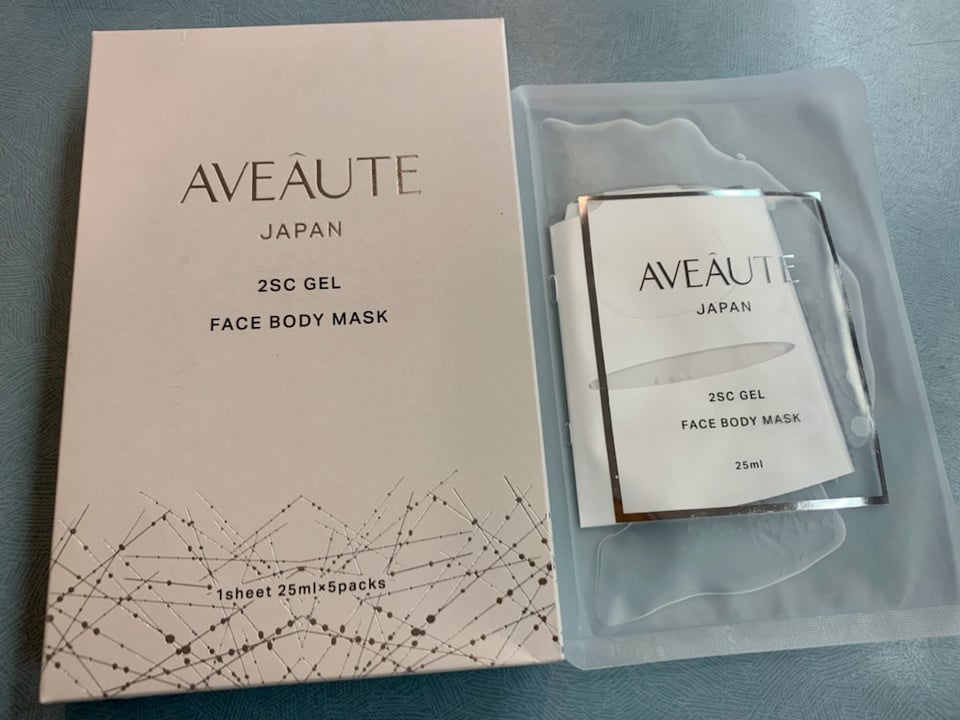 AVEÂUTE
JAPAN
2SC GEL
FACE BODY MASK
1sheet 25ml×5packs
AVEÂUTE
JAPAN
2SC GEL
FACE BODY MASK
25ml